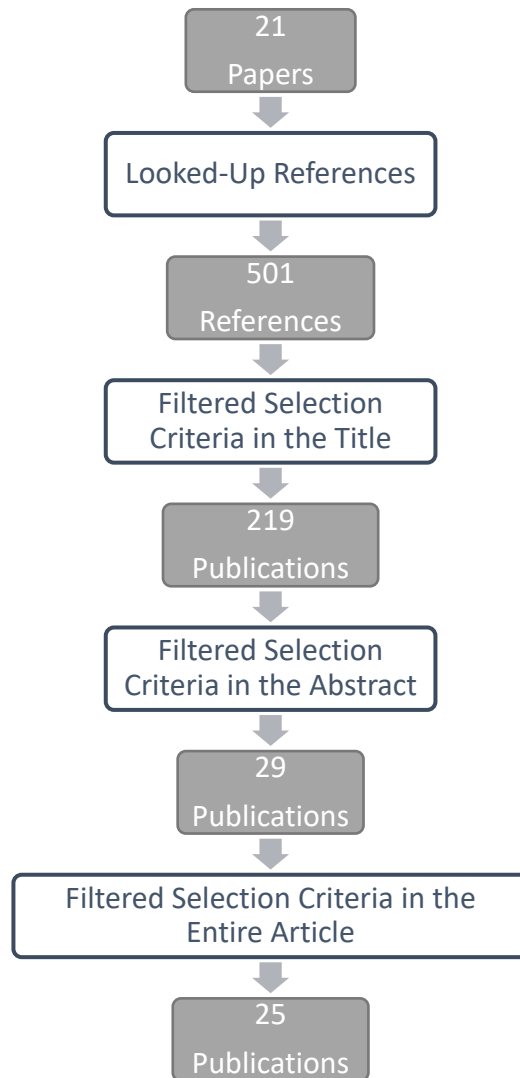 21
Papers
Looked-Up References
501
References
Filtered Selection
Criteria in the Title
219
Publications
Filtered Selection
Criteria in the Abstract
29
Publications
Filtered Selection Criteria in the
Entire Article
25
Publications